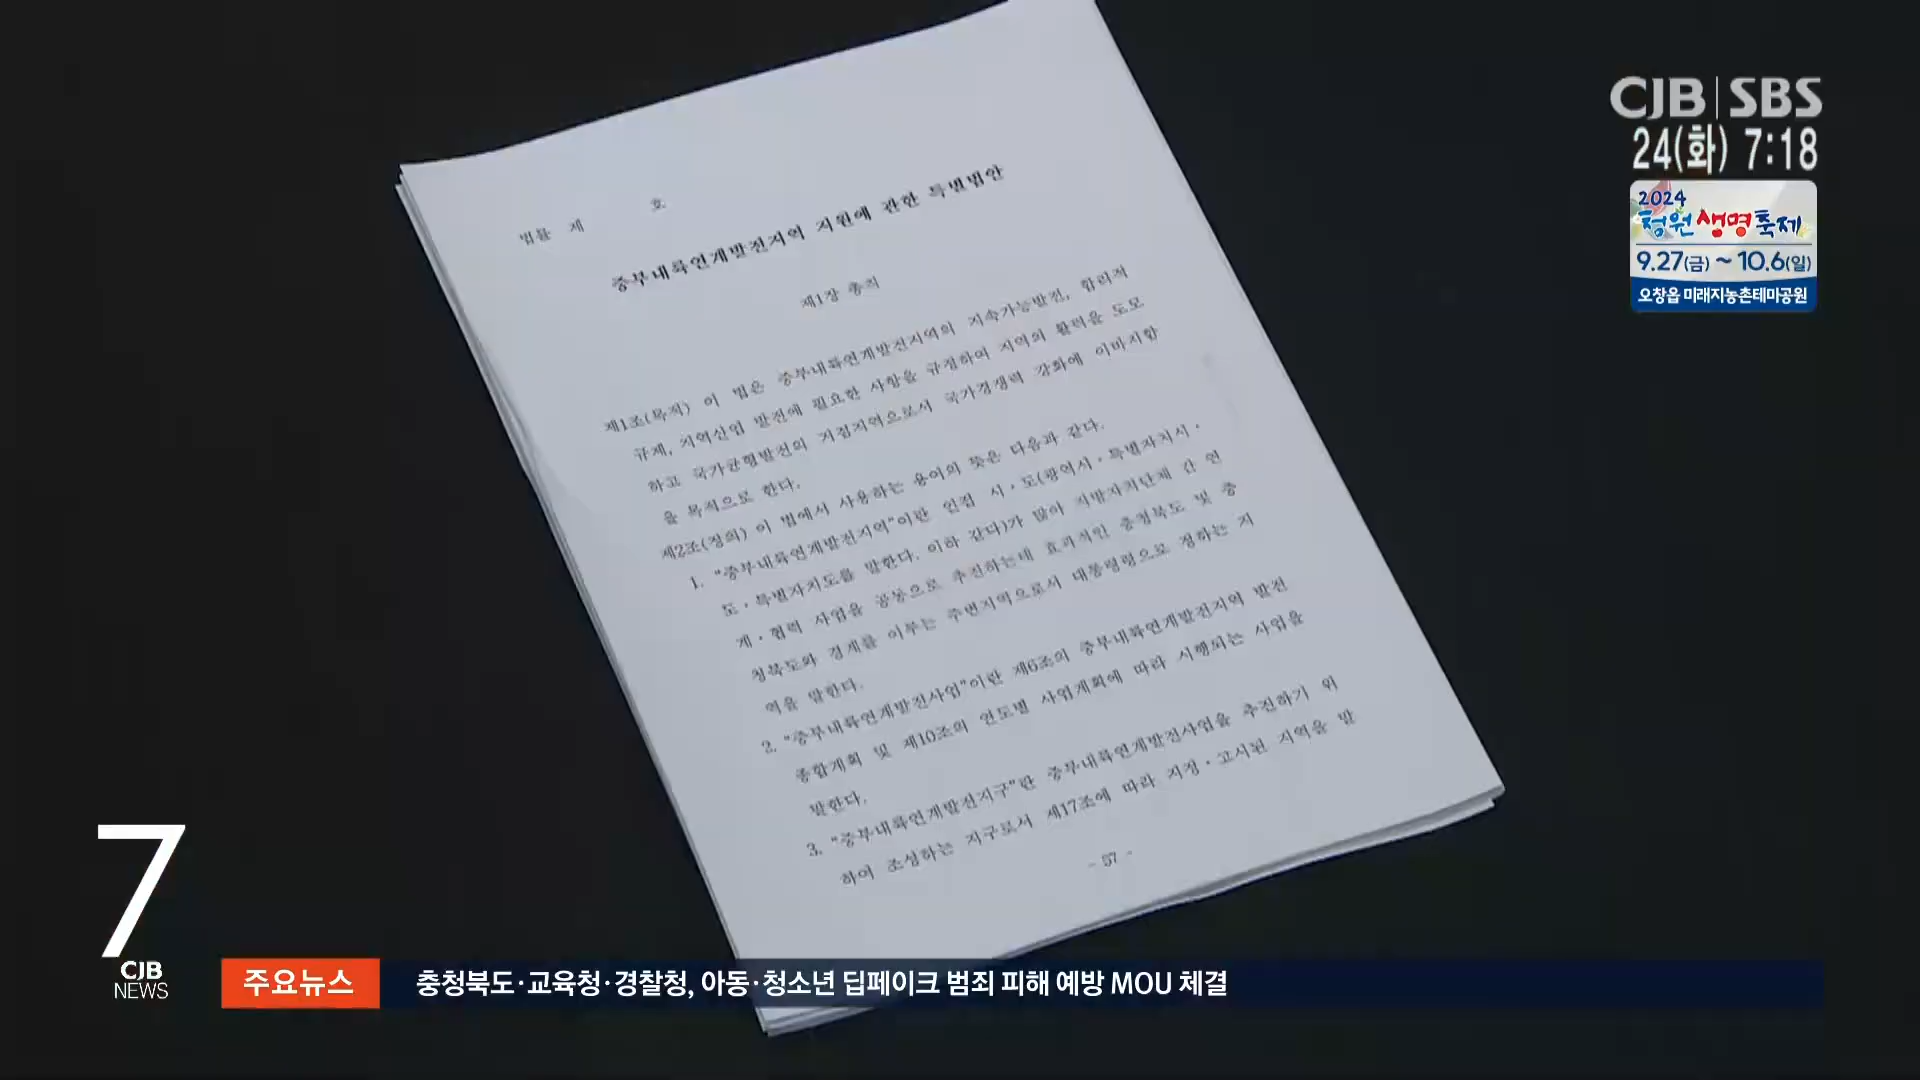 CJB SBS
24(화) 7:18
2024
청원 생명 축제
9.27(금) ~ 10.6(일)
오창읍 미래지농촌테마공원
법률 제 호
중부내륙연계발전지역 지원에 관한 특별법안
제1장 총칙
제1조(목적) 이 법은 중부내륙연계발전지역의 지속가능발전, 합리적
규제, 지역산업 발전에 필요한 사항을 규정하여 지역의 활력을 도모
하고 국가균형발전의 거점지역으로서 국가경쟁력 강화에 이바지함
을 목적으로 한다.
제2조(정의) 이 법에서 사용하는 용어의 뜻은 다음과 같다.
1. "중부내륙연계발전지역"이란 인접 시·도(광역시·특별자치시·
도·특별자치도를 말한다. 이하 같다)가 많아 지방자치단체 간 연
계·협력 사업을 공동으로 추진하는데 효과적인 충청북도 및 충
청북도와 경계를 이루는 주변지역으로서 대통령령으로 정하는 지
역을 말한다.
2. "중부내륙연계발전사업"이란 제6조의 중부내륙연계발전지역 발전
종합계획 및 제10조의 연도별 사업계획에 따라 시행되는 사업을
말한다.
3. "중부내륙연계발전지구"란 중부내륙연계발전사업을 추진하기 위
하여 조성하는 지구로서 제17조에 따라 지정·고시된 지역을 말
- 57 -
7
CJB
NEWS
주요뉴스 충청북도·교육청·경찰청, 아동·청소년 딥페이크 범죄 피해 예방 MOU 체결